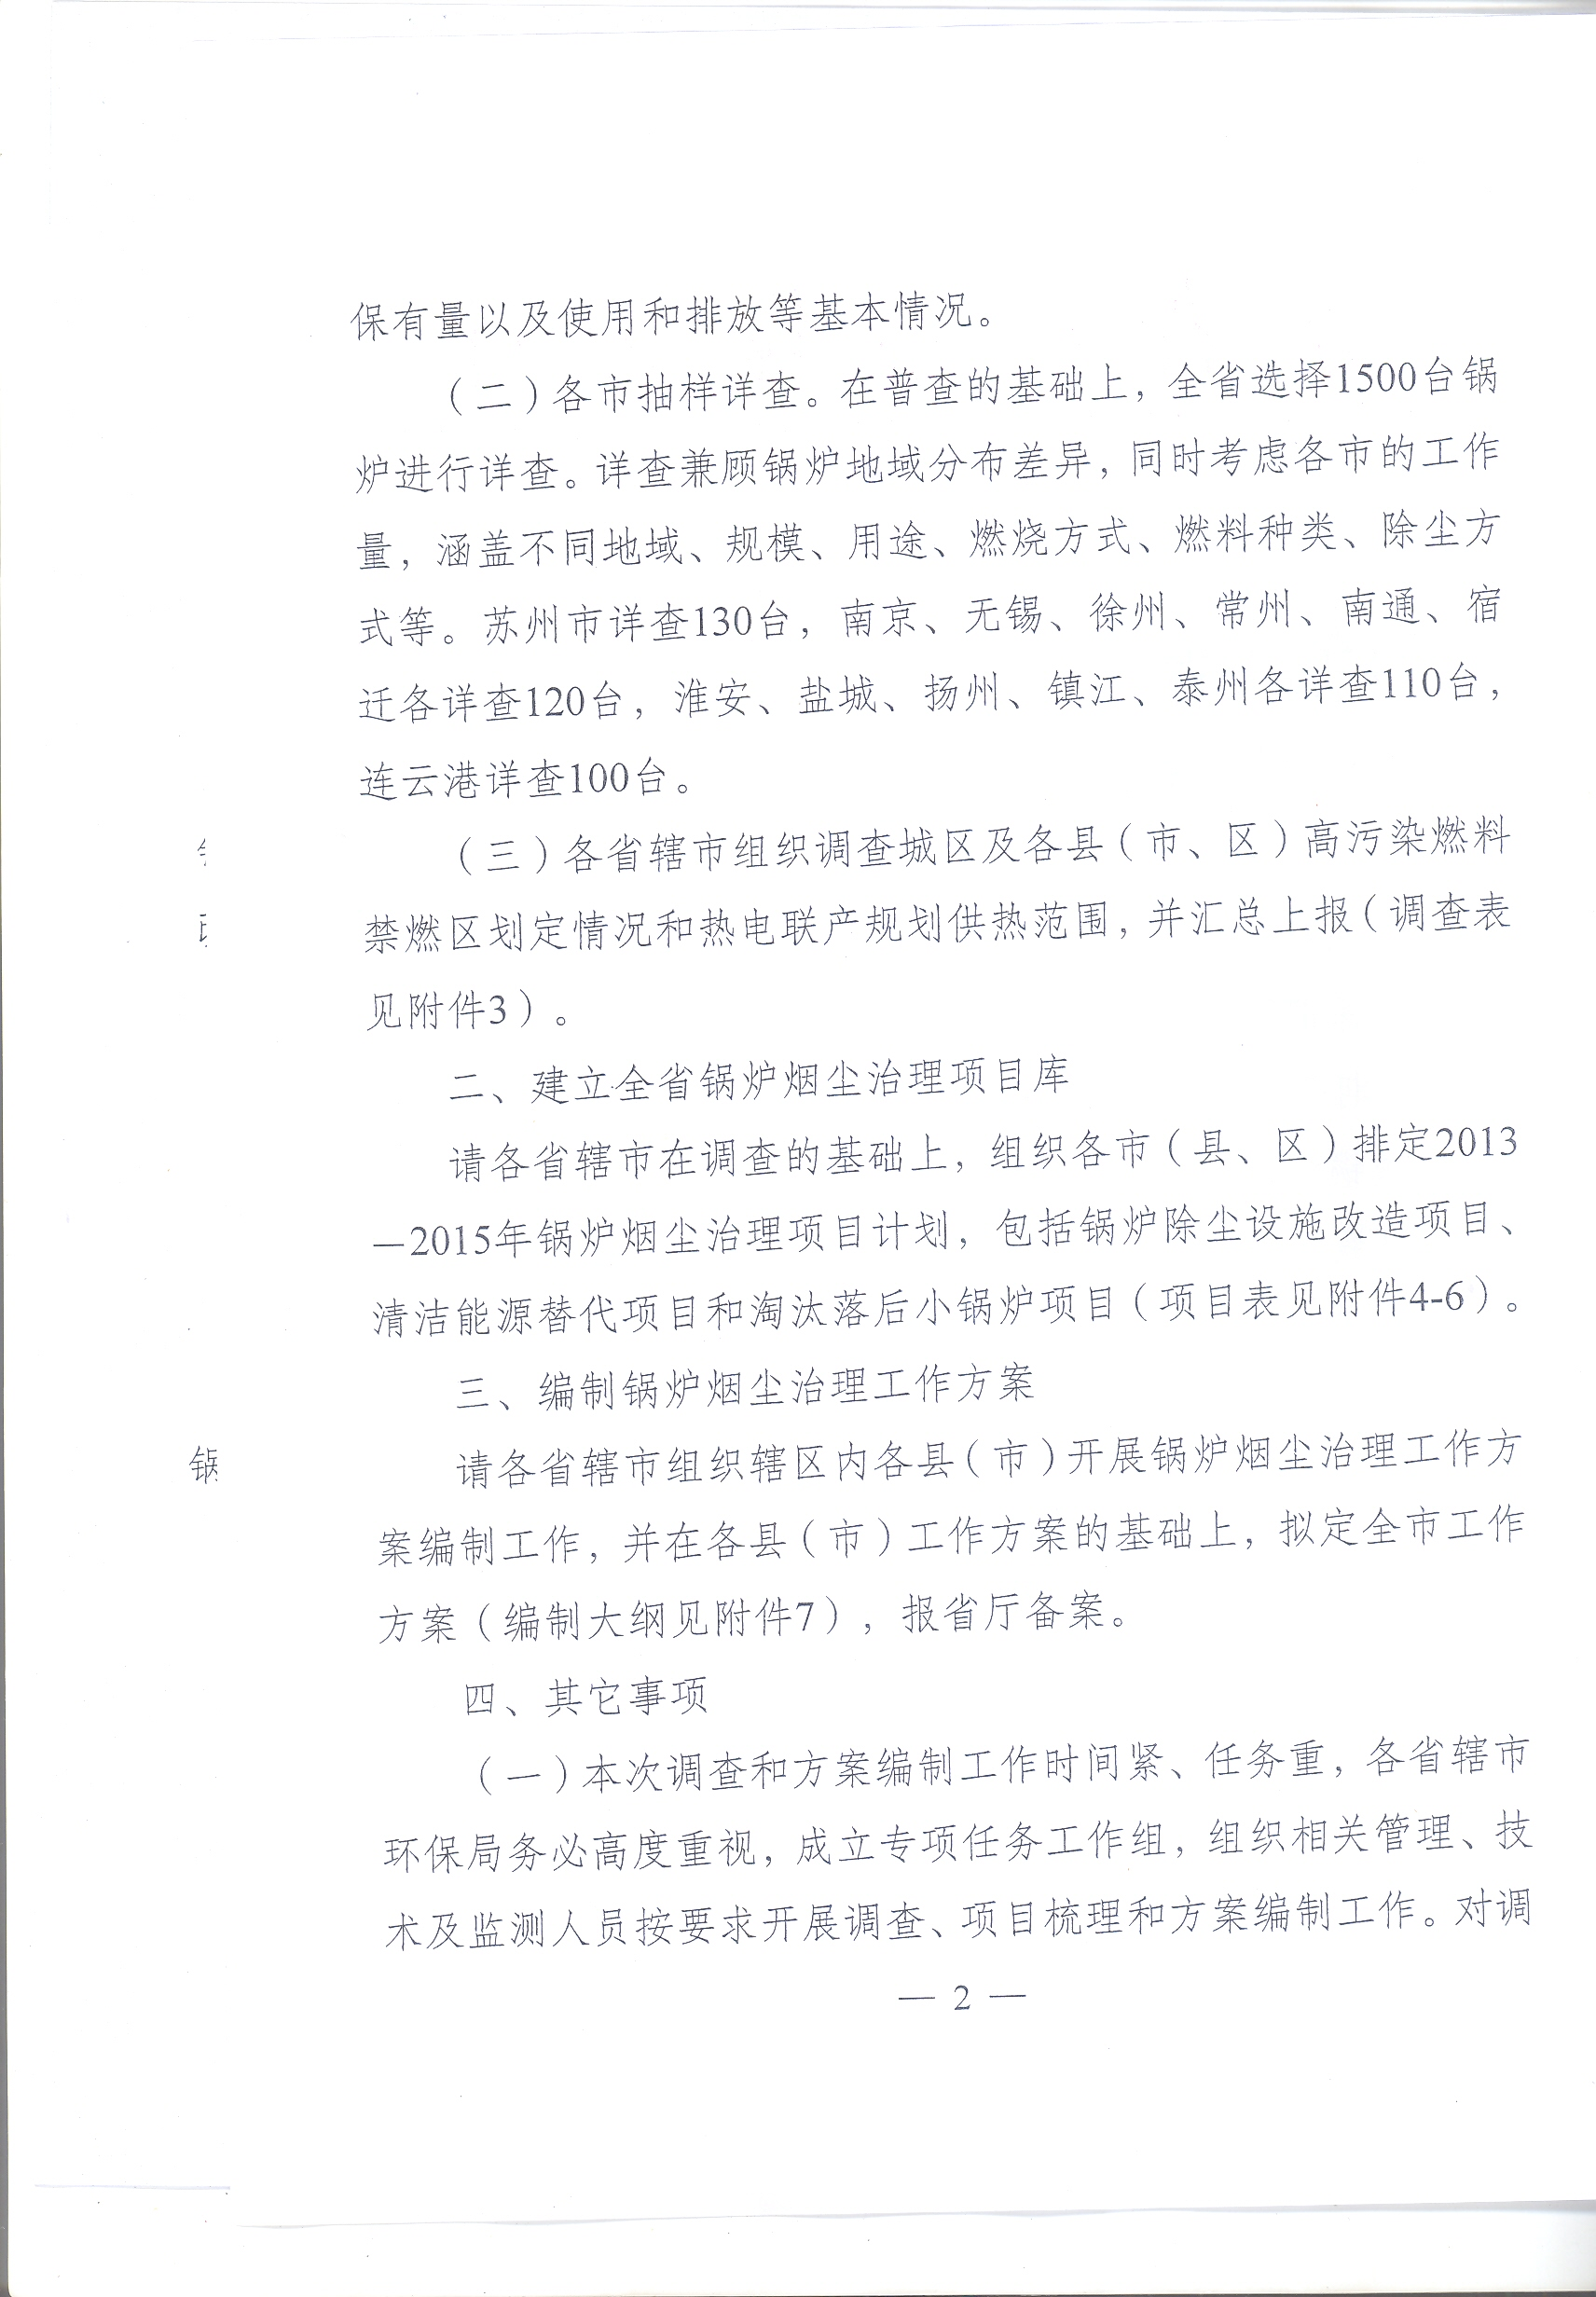 保有量以及使用和排放等基本情况。
（二）各市抽样详查。在普查的基础上，全省选择1500台锅
炉进行详查。详查兼顾锅炉地域分布差异，同时考虑各市的工作
量，涵盖不同地域、规模、用途、燃烧方式、燃料种类、除尘方
式等。苏州市详查130台，南京、无锡、徐州、常州、南通、宿
迁各详查120台，淮安、盐城、扬州、镇江、泰州各详查110台，
连云港详查100台。
（三）各省辖市组织调查城区及各县（市、区）高污染燃料
禁燃区划定情况和热电联产规划供热范围，并汇总上报（调查表
见附件3）。
二、建立全省锅炉烟尘治理项目库
请各省辖市在调查的基础上，组织各市（县、区）排定2013
—2015年锅炉烟尘治理项目计划，包括锅炉除尘设施改造项目、
清洁能源替代项目和淘汰落后小锅炉项目（项目表见附件4-6）。
三、编制锅炉烟尘治理工作方案
请各省辖市组织辖区内各县（市）开展锅炉烟尘治理工作方
案编制工作，并在各县（市）工作方案的基础上，拟定全市工作
方案（编制大纲见附件7），报省厅备案。
四、其它事项
（一）本次调查和方案编制工作时间紧、任务重，各省辖市
环保局务必高度重视，成立专项任务工作组，组织相关管理、技
术及监测人员按要求开展调查、项目梳理和方案编制工作。对调
— 2 —